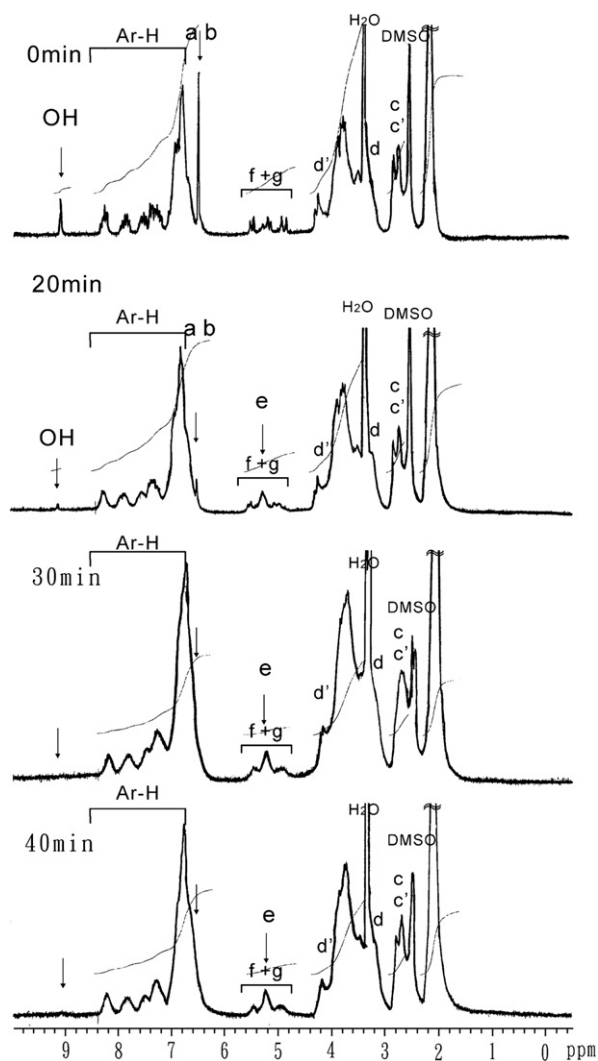 Ar-H
a b
H2O
DMSO
0min
OH
f +g
d'
d
c
c'
20min
Ar-H
a b
H2O
DMSO
e
c
c'
OH
f +g
d'
d
Ar-H
30min
H2O
DMSO
e
c
c'
d'
d
f +g
Ar-H
40min
H2O
DMSO
e
c
c'
d'
d
f +g
9 8 7 6 5 4 3 2 1 0 ppm